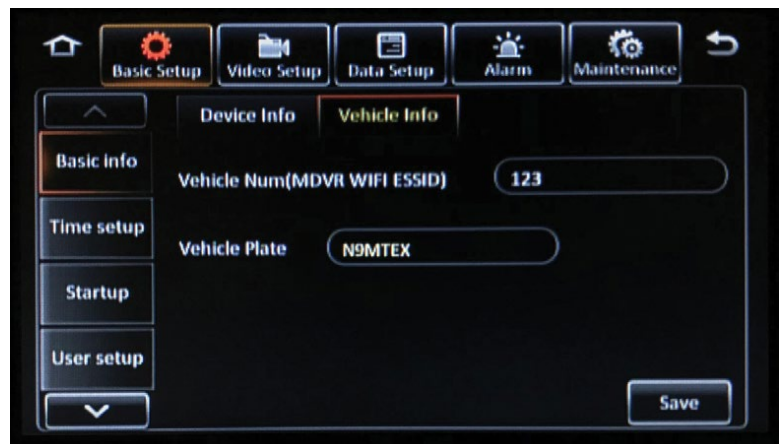 Basic Setup
Video Setup
Data Setup
Alarm
Maintenance
Device Info
Vehicle Info
Basic info
Time setup
Startup
User setup
Vehicle Num(MDVR WIFI ESSID)
123
Vehicle Plate
N9MTEX
Save